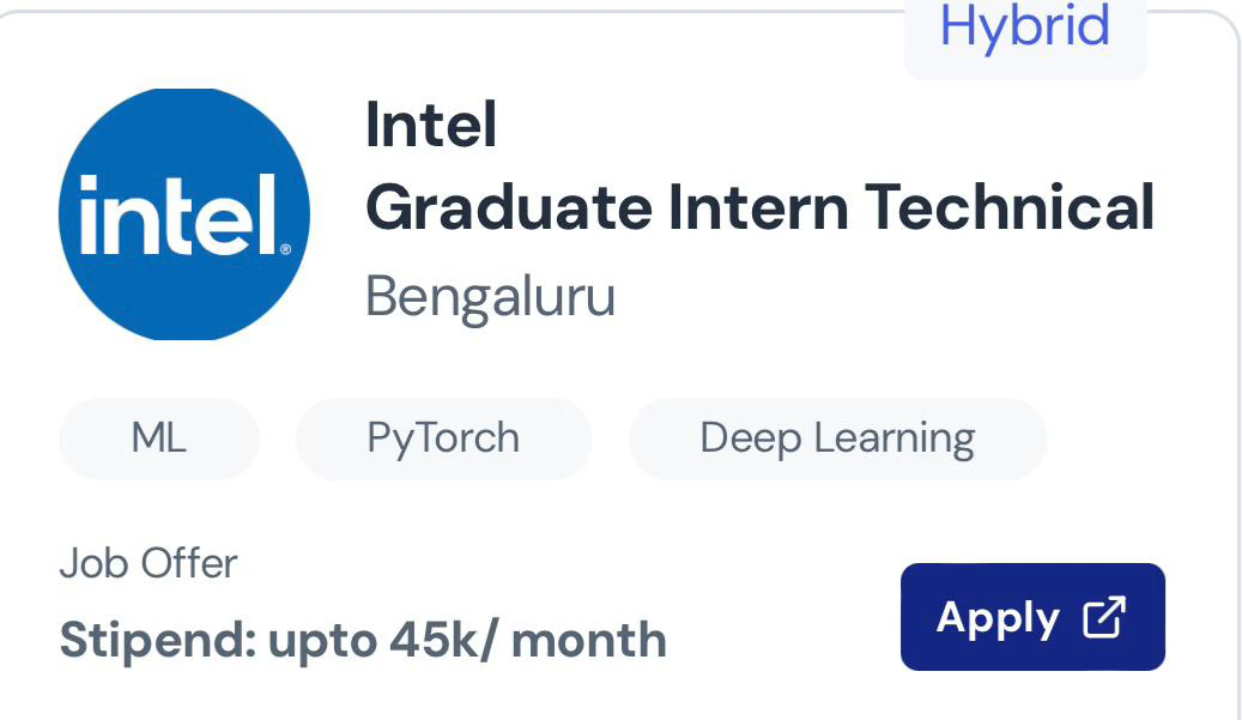 Hybrid
intel®
Intel
Graduate Intern Technical
Bengaluru
ML
PyTorch
Deep Learning
Job Offer
Stipend: upto 45k/ month
Apply